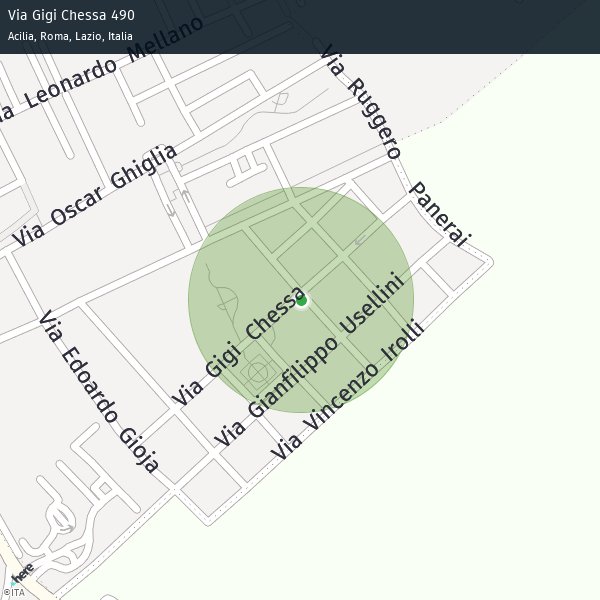 Via Gigi Chessa 490
Acilia, Roma, Lazio, Italia
Leonardo Mellano
Via Ruggero
Panerai
Via Oscar Ghiglia
Via Gigi Chessa
Via Gianfilippo Usellini
Via Vincenzo Irolli
Via Edoardo Gioja
here
©ITA